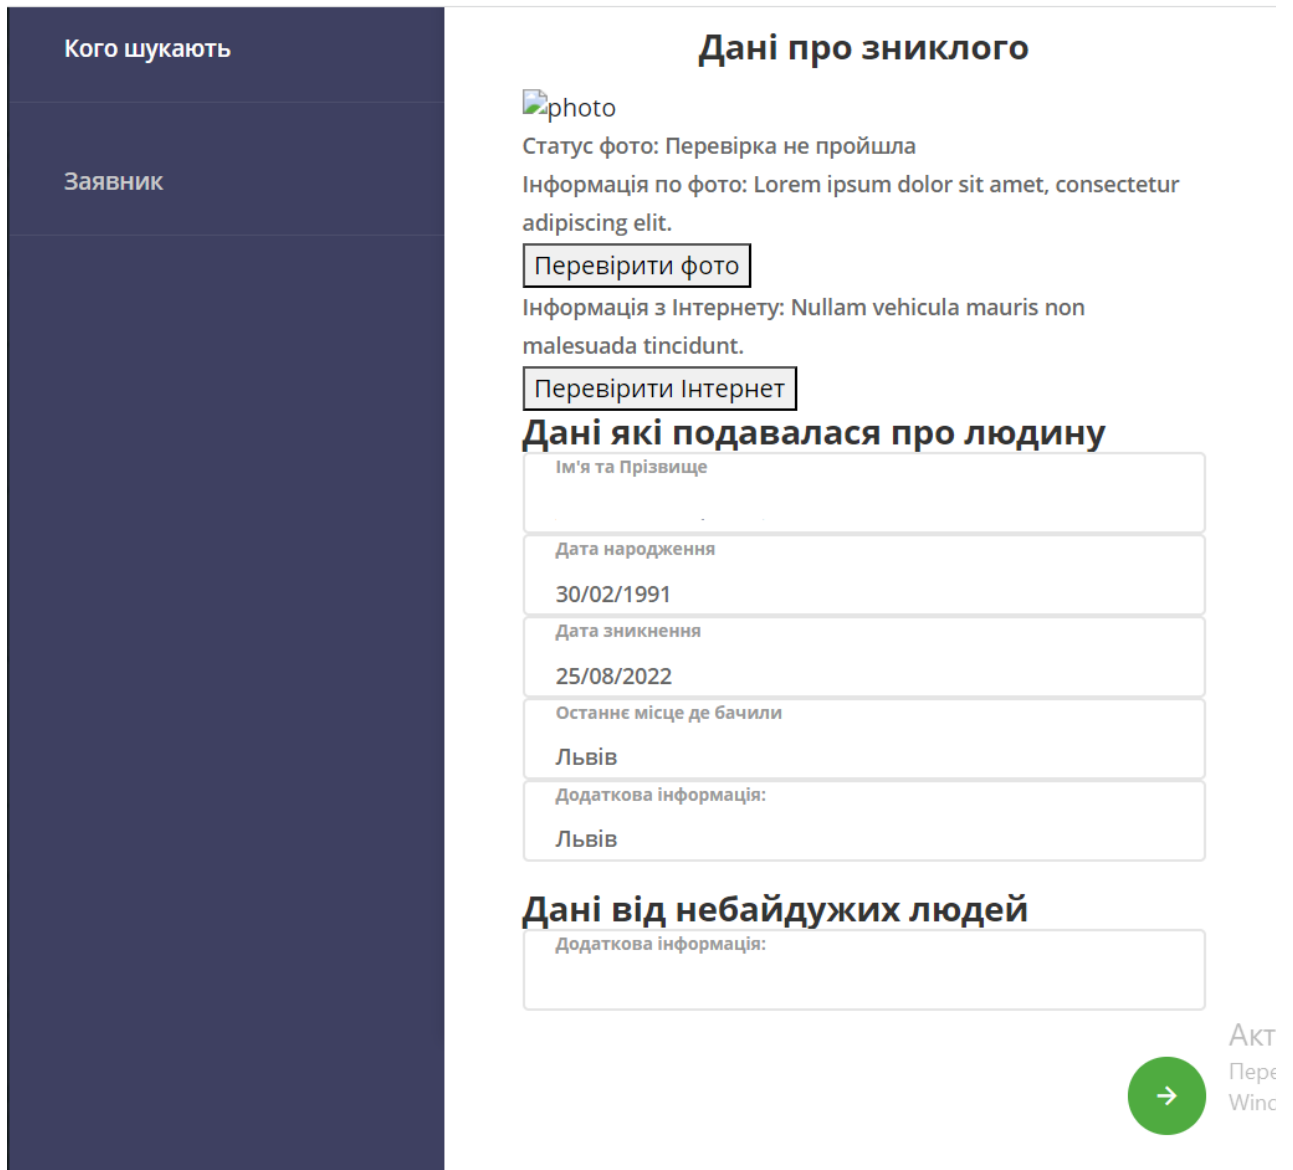 Кого шукають
Заявник
Дані про зниклого
photo
Статус фото: Перевірка не пройшла
Інформація по фото: Lorem ipsum dolor sit amet, consectetur
adipiscing elit.
Перевірити фото
Інформація з Інтернету: Nullam vehicula mauris non
malesuada tincidunt.
Перевірити Інтернет
Дані які подавалася про людину
Ім'я та Прізвище
Дата народження
30/02/1991
Дата зникнення
25/08/2022
Останнє місце де бачили
Львів
Додаткова інформація:
Львів
Дані від небайдужих людей
Додаткова інформація:
Акт
Пере
Winc